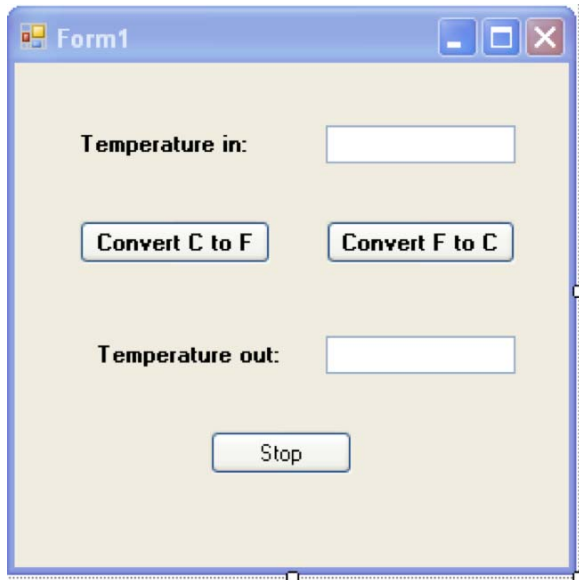 Form1
Temperature in:
Convert C to F Convert F to C
Temperature out:
Stop